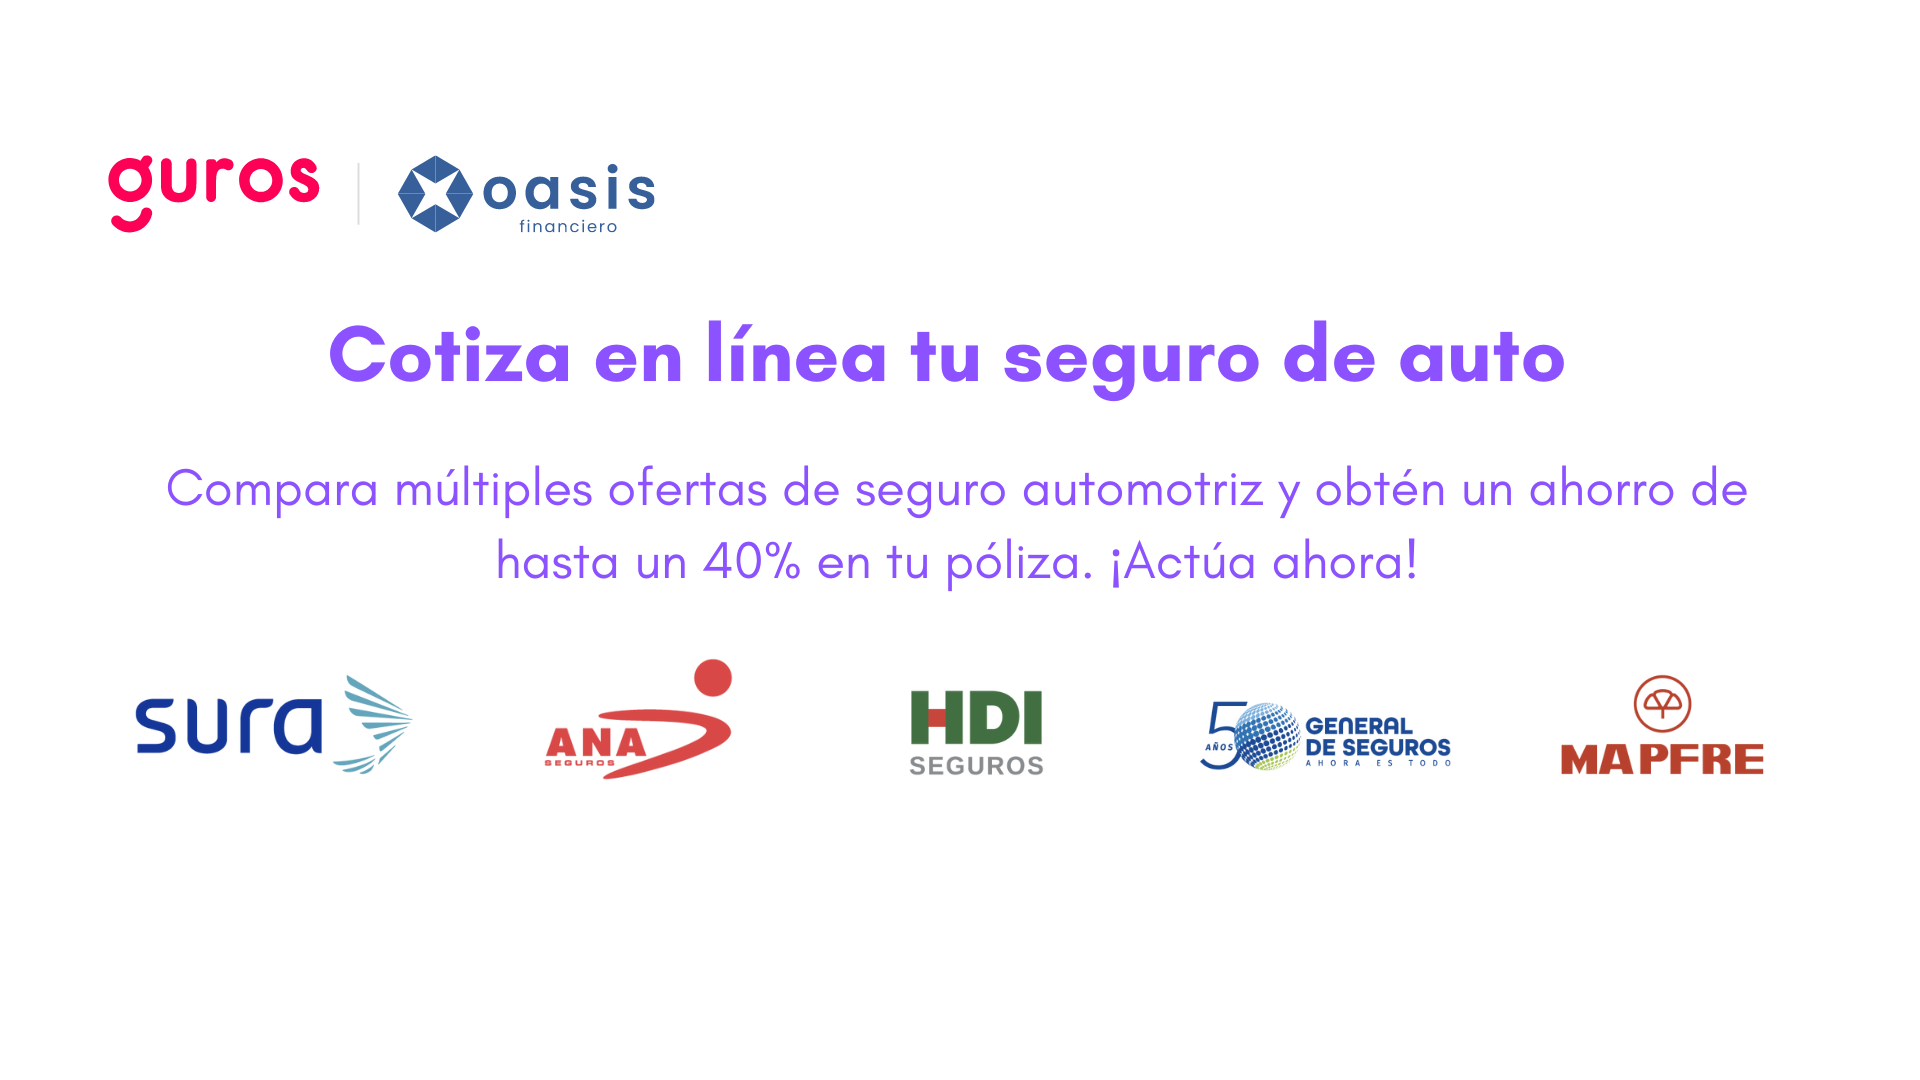 guros
oasis
financiero
Cotiza en línea tu seguro de auto
Compara múltiples ofertas de seguro automotriz y obtén un ahorro de
hasta un 40% en tu póliza. ¡Actúa ahora!
sura
ANA
SEGUROS
HDI
SEGUROS
50
AÑOS
GENERAL
DE SEGUROS
AHORA ES TODO
MAPFRE